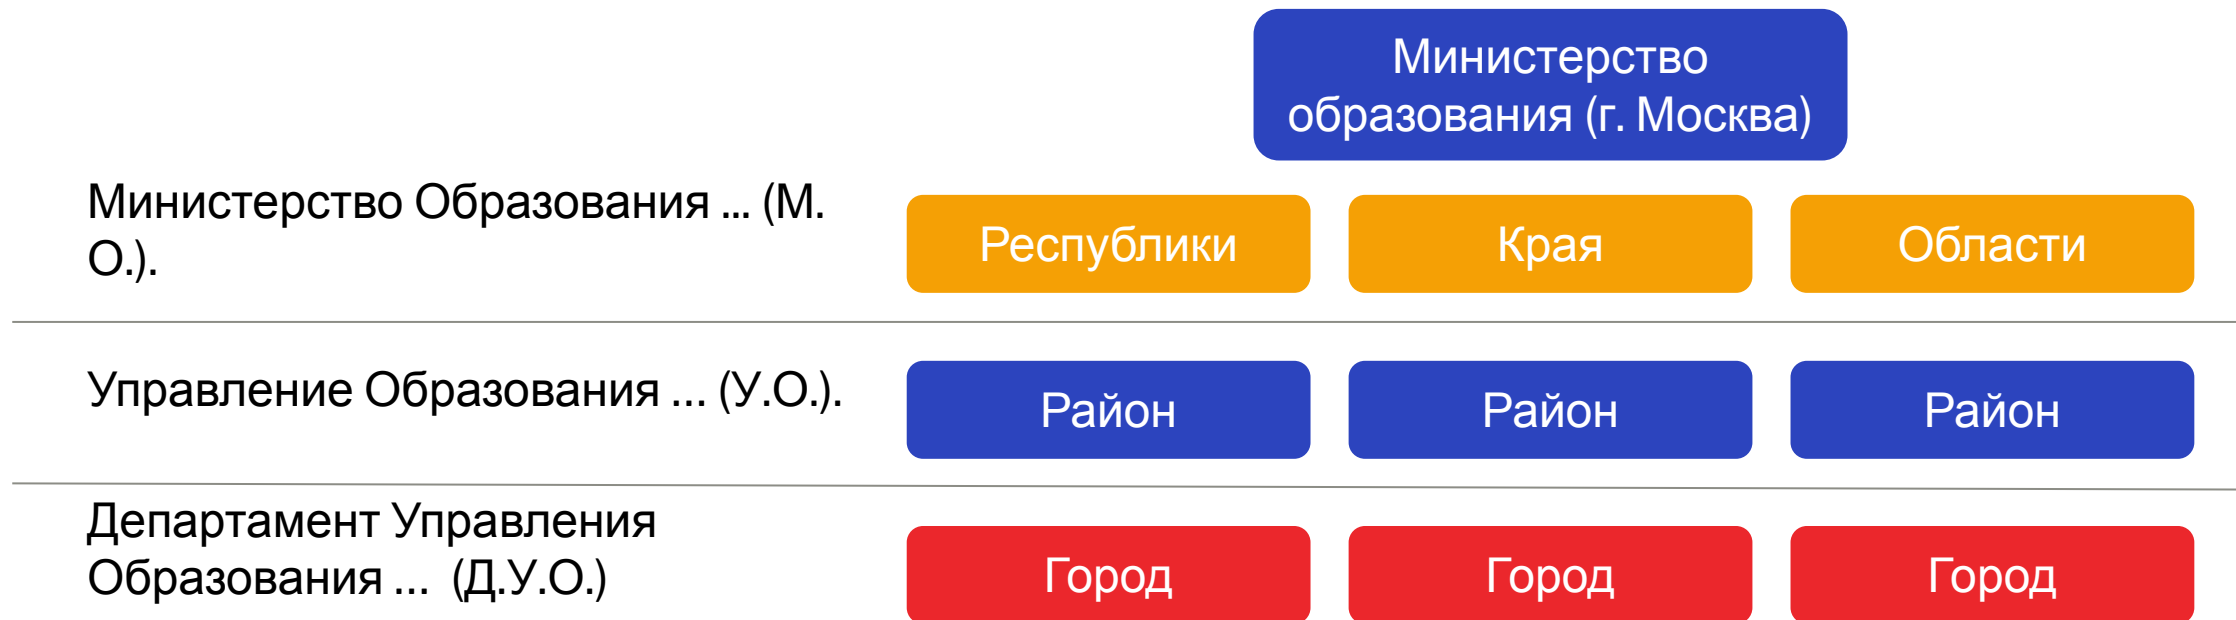 Министерство
образования (г. Москва)
Министерство Образования ... (М.
О.).
Республики
Края
Области
Управление Образования ... (У.О.).
Район
Район
Район
Департамент Управления
Образования ... (Д.У.О.)
Город
Город
Город